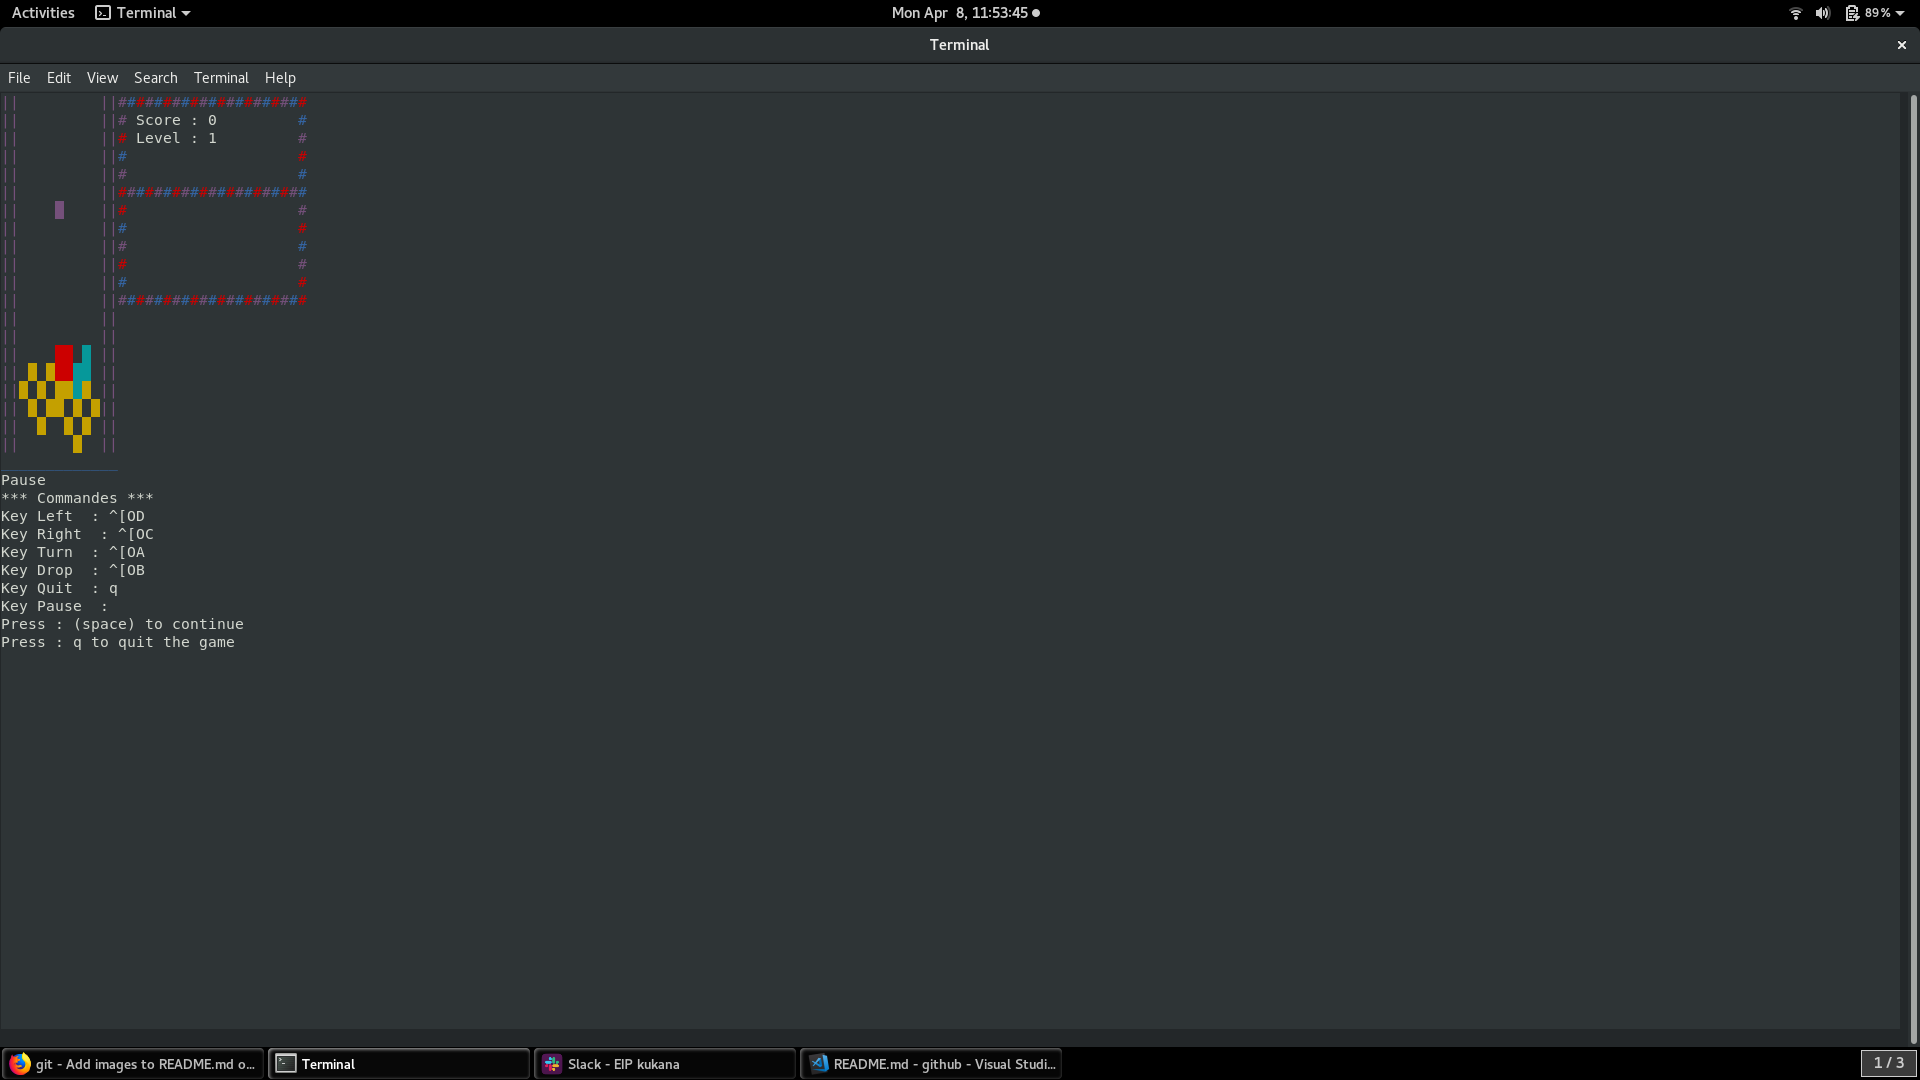 Activities Terminal Mon Apr 8, 11:53:45 89%
Terminal
File Edit View Search Terminal Help
|| ||#####################
|| ||# Score : 0 #
|| ||# Level : 1 #
|| ||# #
|| ||# #
|| ||#####################
|| ||# #
|| ||# #
|| ||# #
|| ||# #
|| ||# #
|| ||#####################
|| ||
|| ||
|| ||
|| ||
|| ||
|| ||
|| ||
|| ||
_____________
Pause
*** Commandes ***
Key Left : ^[OD
Key Right : ^[OC
Key Turn : ^[OA
Key Drop : ^[OB
Key Quit : q
Key Pause :
Press : (space) to continue
Press : q to quit the game
git - Add images to README.md o... Terminal Slack - EIP kukana README.md - github - Visual Studi... 1 / 3